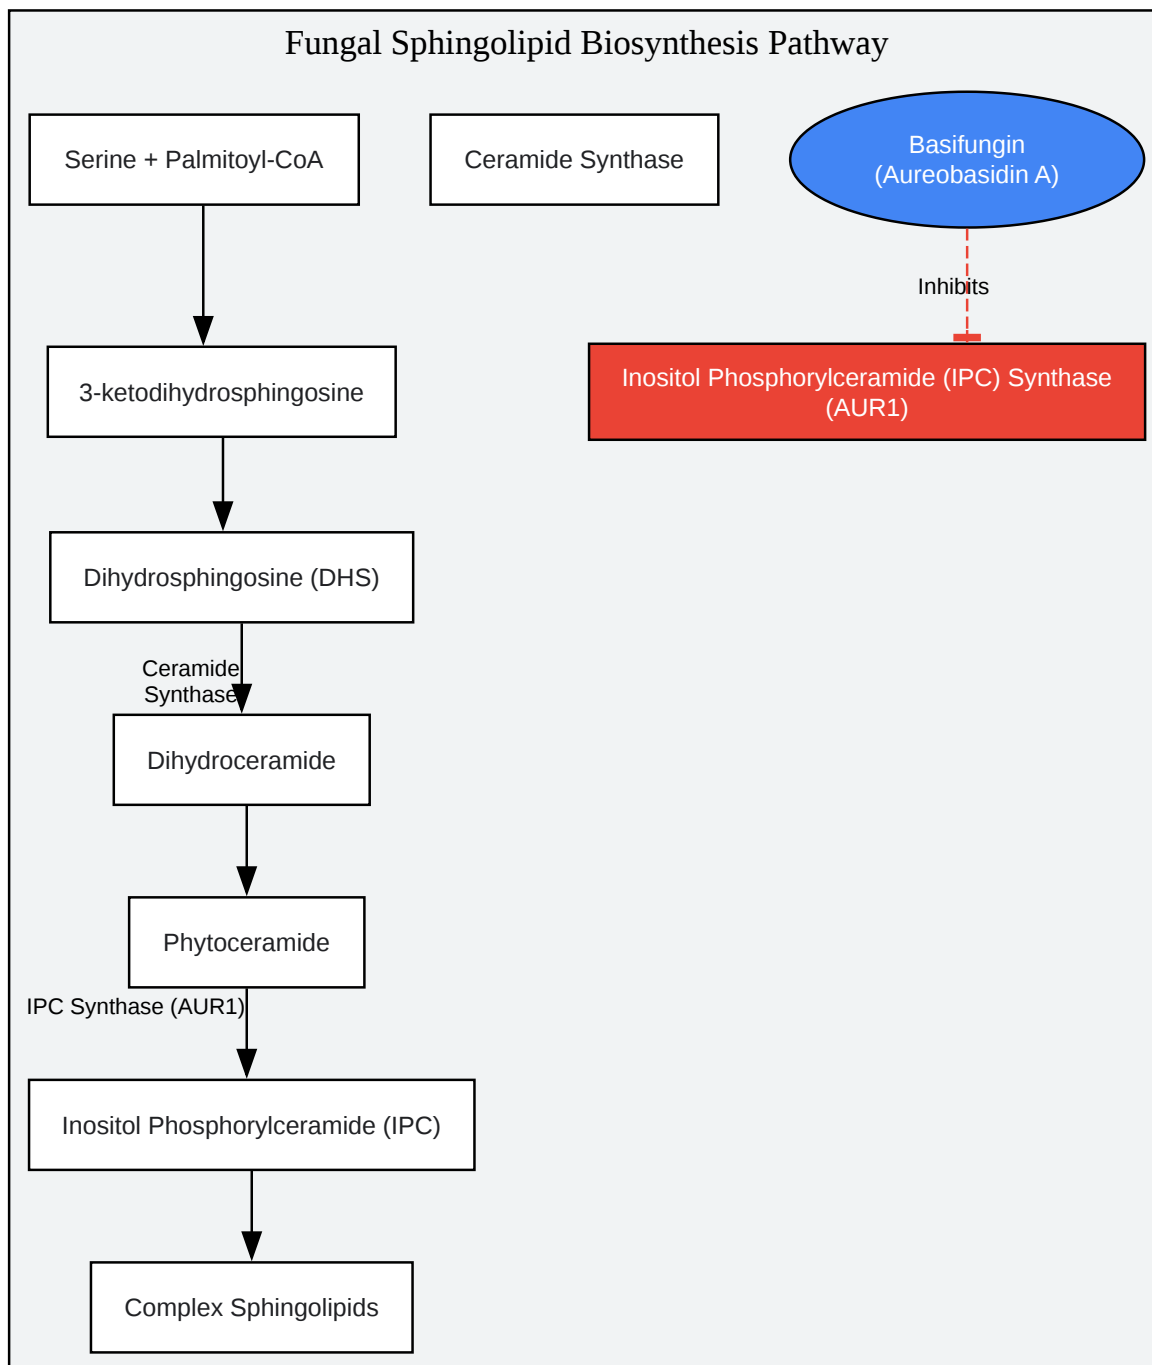 Fungal Sphingolipid Biosynthesis Pathway
Serine + Palmitoyl-CoA
Ceramide Synthase
Basifungin
(Aureobasidin A)
Inhibits
3-ketodihydrosphingosine
Inositol Phosphorylceramide (IPC) Synthase
(AUR1)
Dihydrosphingosine (DHS)
Ceramide
Synthase
Dihydroceramide
Phytoceramide
IPC Synthase (AUR1)
Inositol Phosphorylceramide (IPC)
Complex Sphingolipids